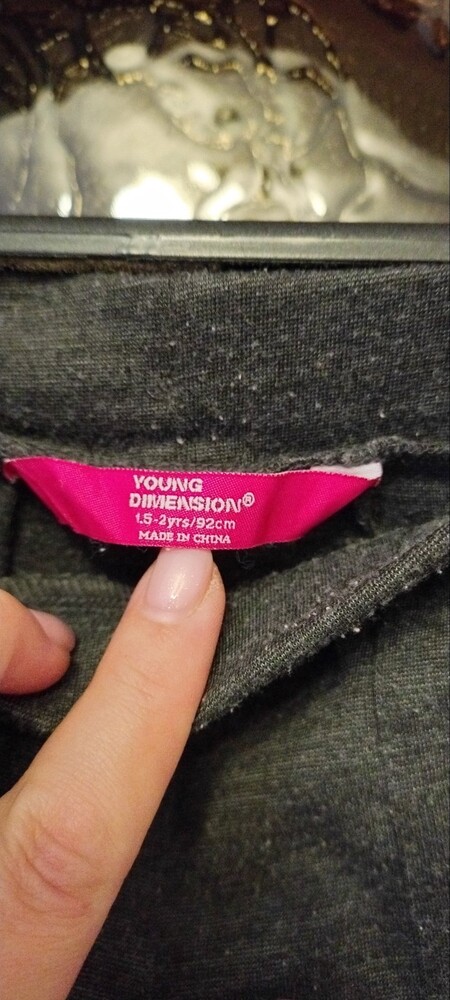 YOUNG
DIMENSION®
1.5-2yrs/92cm
MADE IN CHINA